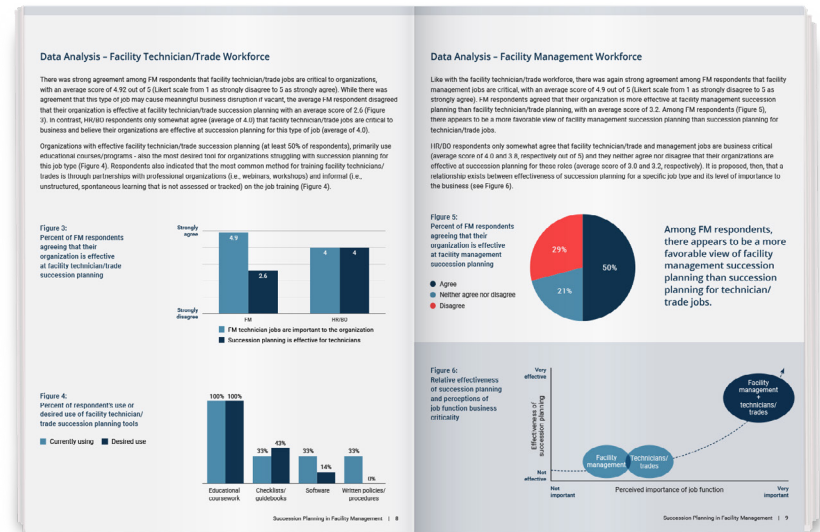 Data Analysis – Facility Technician/Trade Workforce
There was strong agreement among FM respondents that facility technician/trade jobs are critical to organizations,
with an average score of 4.92 out of 5 (Likert scale from 1 as strongly disagree to 5 as strongly agree). While there was
agreement that this type of job may cause meaningful business disruption if vacant, the average FM respondent disagreed
that their organization is effective at facility technician/trade succession planning with an average score of 2.6 (Figure
3). In contrast, HR/BO respondents only somewhat agree (average of 4.0) that facility technician/trade jobs are critical to
business and believe their organizations are effective at succession planning for this type of job (average of 4.0).
Organizations with effective facility technician/trade succession planning (at least 50% of respondents), primarily use
educational courses/programs - also the most desired tool for organizations struggling with succession planning for
this job type (Figure 4). Respondents also indicated that the most common method for training facility technicians/
trades is through partnerships with professional organizations (i.e., webinars, workshops) and informal (i.e.,
unstructured, spontaneous learning that is not assessed or tracked) on the job training (Figure 4).
Figure 3:
Percent of FM respondents
agreeing that their
organization is effective
at facility technician/trade
succession planning
Strongly
agree
4.9
2.6
4
4
Strongly
disagree
FM
HR/BO
FM technician jobs are important to the organization
Succession planning is effective for technicians
Figure 4:
Percent of respondent's use or
desired use of facility technician/
trade succession planning tools
Currently using
Desired use
100% 100%
33%
43%
33%
14%
33%
0%
Educational
coursework
Checklists/
guidebooks
Software
Written policies/
procedures
Succession Planning in Facility Management | 8
Data Analysis – Facility Management Workforce
Like with the facility technician/trade workforce, there was again strong agreement among FM respondents that facility
management jobs are critical, with an average score of 4.9 out of 5 (Likert scale from 1 as strongly disagree to 5 as
strongly agree). FM respondents agreed that their organization is more effective at facility management succession
planning than facility technician/trade planning, with an average score of 3.2. Among FM respondents (Figure 5),
there appears to be a more favorable view of facility management succession planning than succession planning for
technician/trade jobs.
HR/BO respondents only somewhat agree that facility technician/trade and management jobs are business critical
(average score of 4.0 and 3.8, respectively out of 5) and they neither agree nor disagree that their organizations are
effective at succession planning for these roles (average score of 3.0 and 3.2, respectively). It is proposed, then, that a
relationship exists between effectiveness of succession planning for a specific job type and its level of importance to
the business (see Figure 6).
Figure 5:
Percent of FM respondents
agreeing that their
organization is effective
at facility management
succession planning
Agree
Neither agree nor disagree
Disagree
29%
50%
21%
Among FM respondents,
there appears to be a more
favorable view of facility
management succession
planning than succession
planning for technician/
trade jobs.
Figure 6:
Relative effectiveness
of succession planning
and perceptions of
job function business
criticality
Very
effective
Effectiveness of
succession planning
Not
effective
Facility
management
Technicians/
trades
Facility
management
+
technicians/
trades
Not
important
Perceived importance of job function
Very
important
Succession Planning in Facility Management | 9